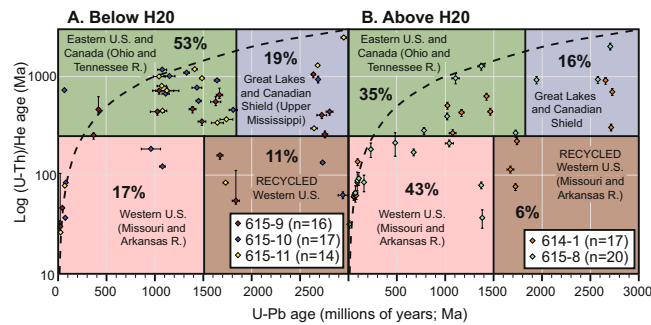 A. Below H20
B. Above H20
Log (U-Th)/He age (Ma)
1000
100
10
Eastern U.S. and
Canada (Ohio and
Tennessee R.)
53%
19%
Great Lakes
and Canadian
Shield (Upper
Mississippi)
17%
Western U.S.
(Missouri and
Arkansas R.)
11%
RECYCLED
Western U.S.
615-9 (n=16)
615-10 (n=17)
615-11 (n=14)
Eastern U.S. and
Canada (Ohio and
Tennessee R.)
35%
16%
Great Lakes
and Canadian
Shield
43%
Western U.S.
(Missouri and
Arkansas R.)
RECYCLED
Western U.S.
(Missouri and
Arkansas R.)
6%
614-1 (n=17)
615-8 (n=20)
0 500 1000 1500 2000 2500 0 500 1000 1500 2000 2500 3000
U-Pb age (millions of years; Ma)